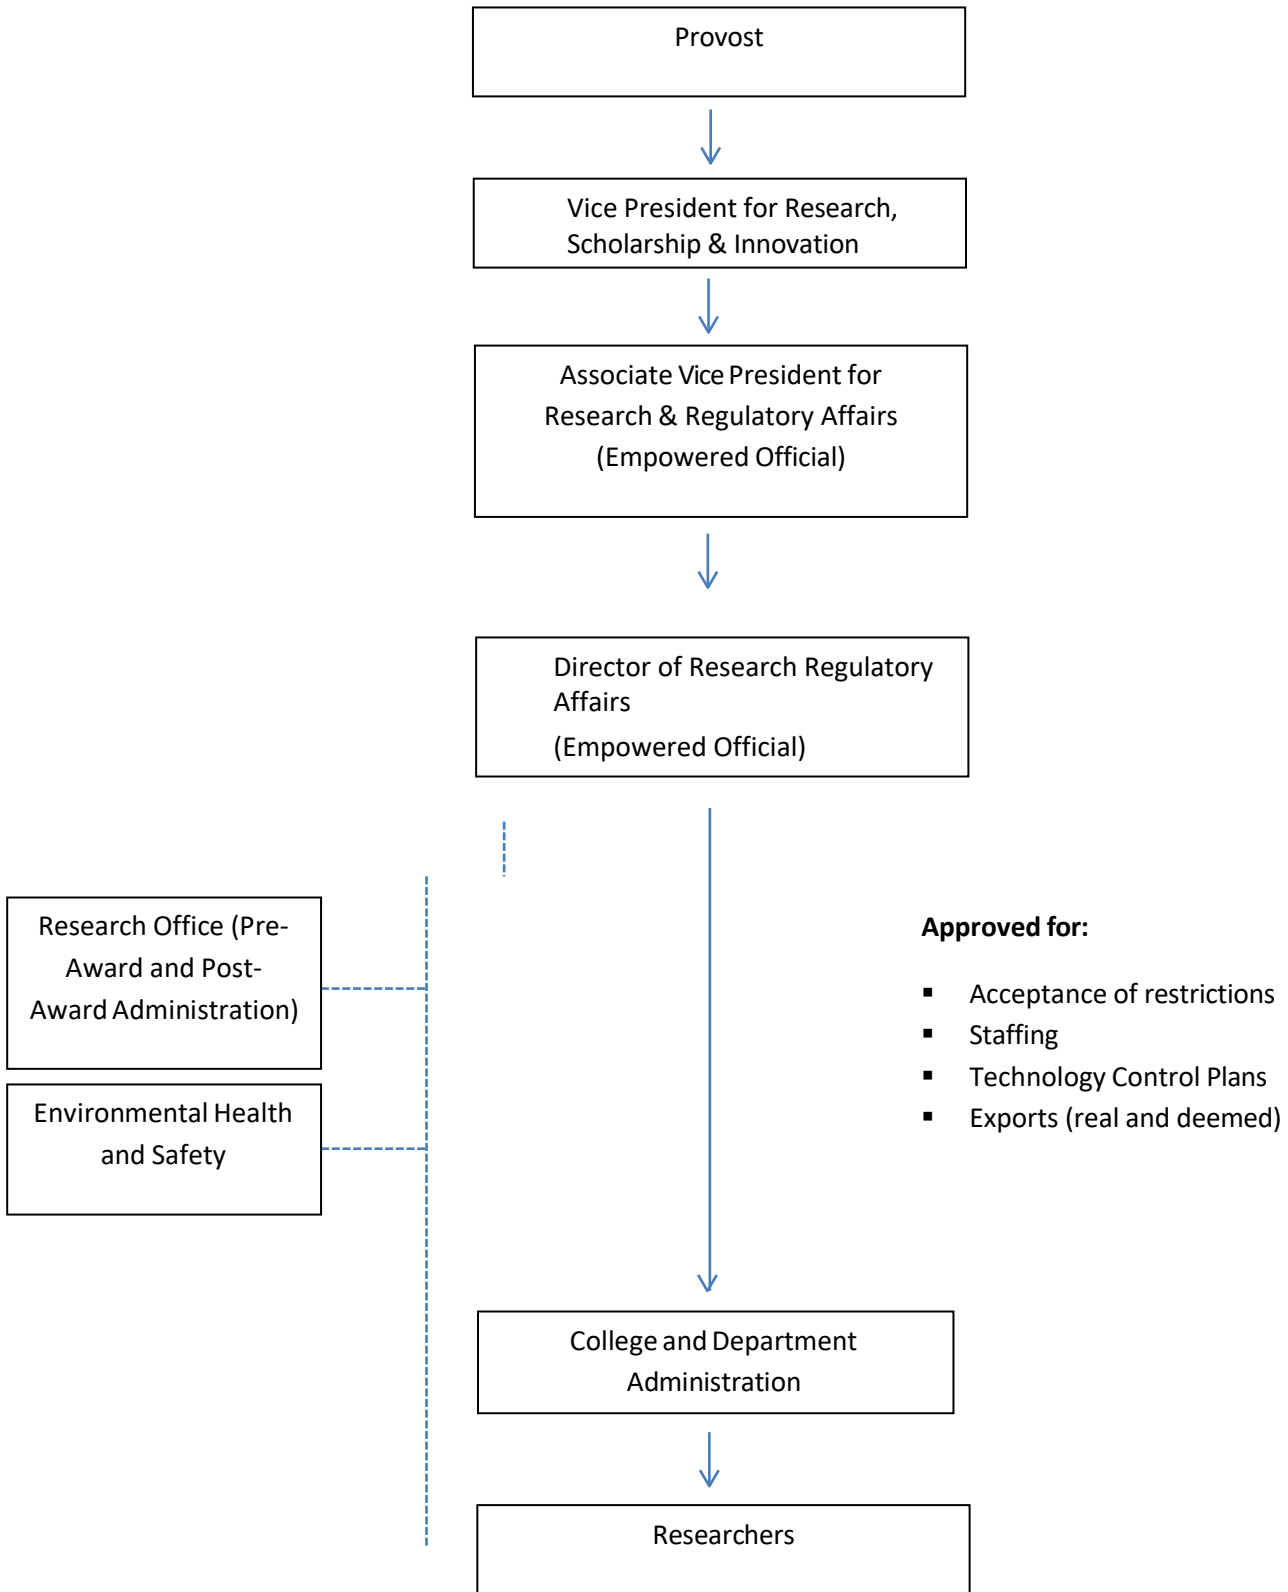 Provost
Vice President for Research,
Scholarship & Innovation
Associate Vice President for
Research & Regulatory Affairs
(Empowered Official)
Director of Research Regulatory
Affairs
(Empowered Official)
Research Office (Pre-
Award and Post-
Award Administration)
Environmental Health
and Safety
Approved for:
▪ Acceptance of restrictions
▪ Staffing
▪ Technology Control Plans
▪ Exports (real and deemed)
College and Department
Administration
Researchers